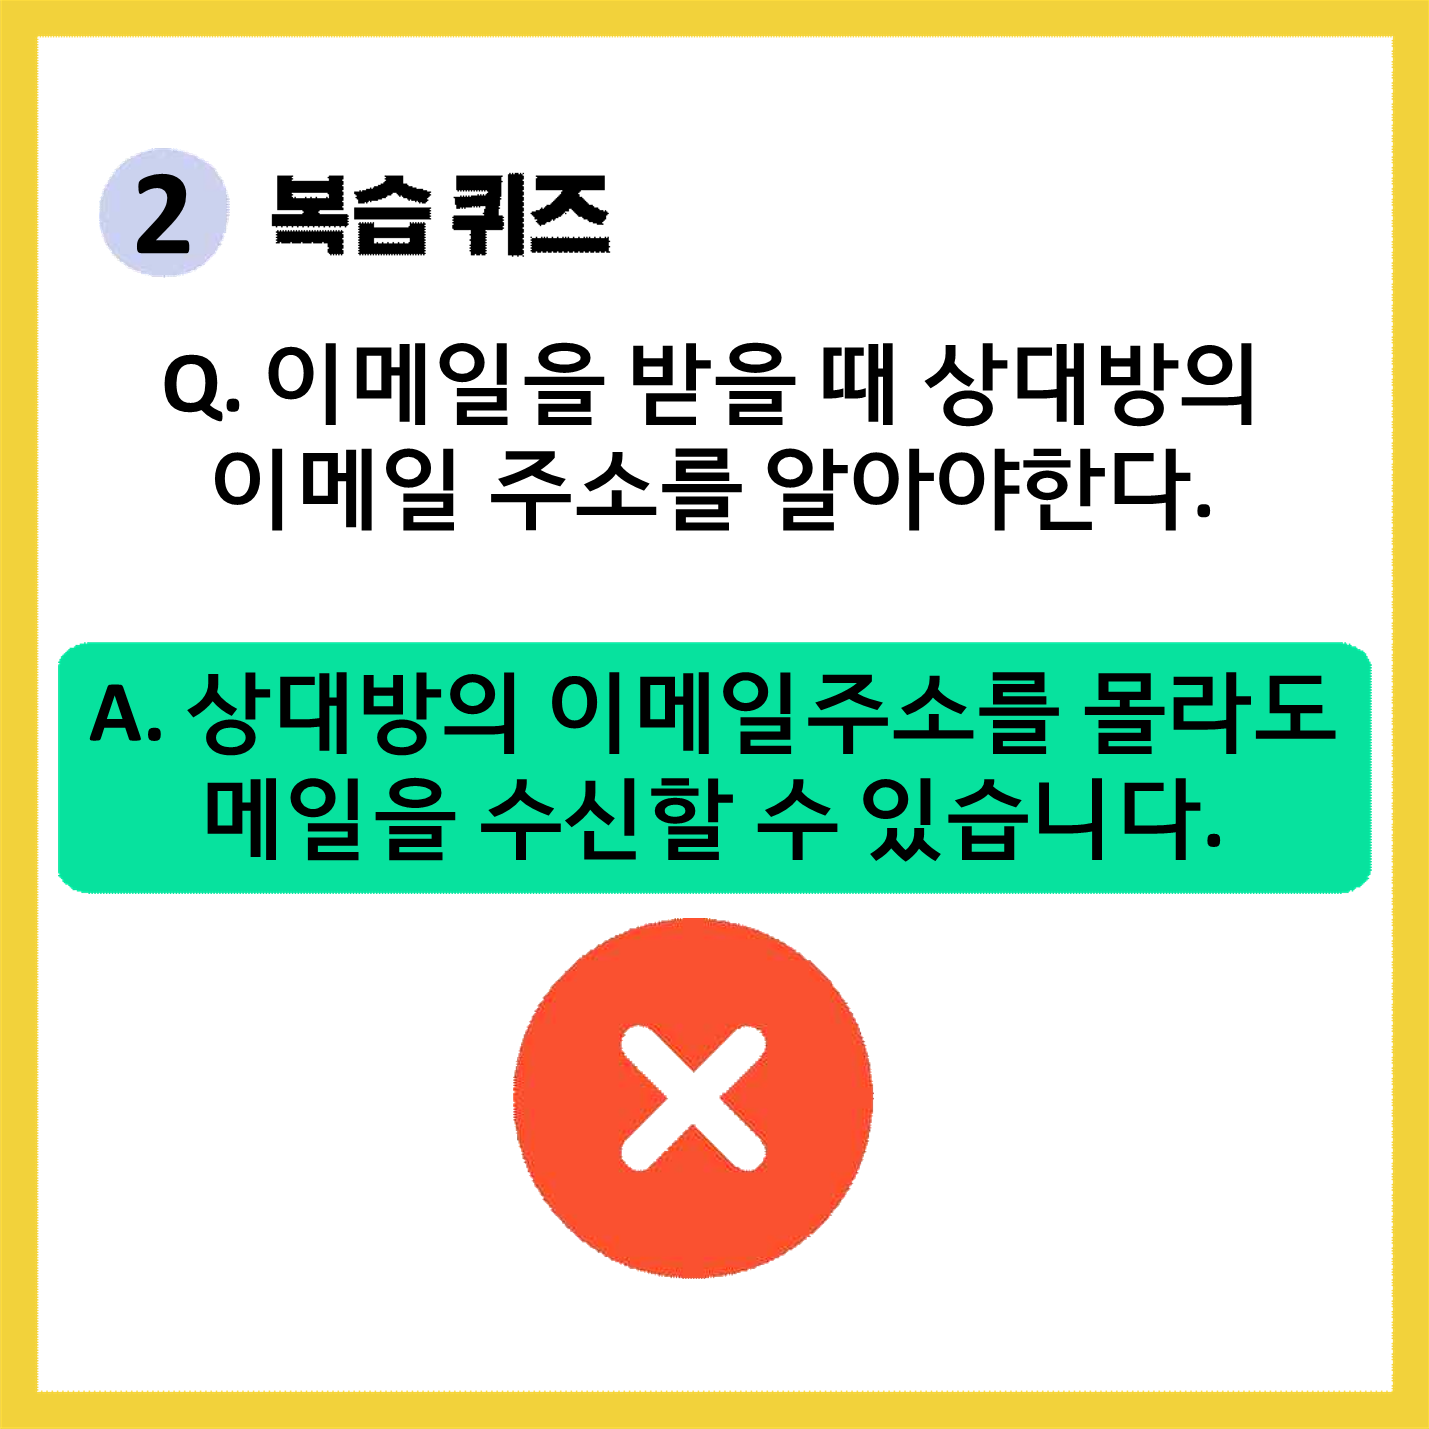 2 복습 퀴즈
Q. 이메일을 받을 때 상대방의
이메일 주소를 알아야한다.
A. 상대방의 이메일주소를 몰라도
메일을 수신할 수 있습니다.